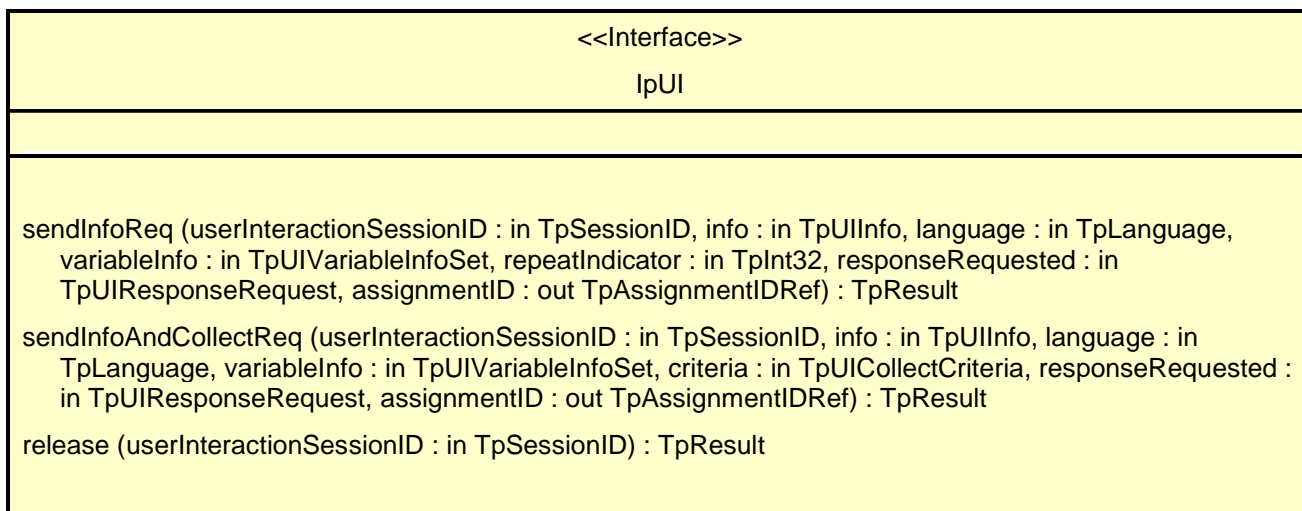 <<Interface>>
IpUI
sendInfoReq (userInteractionSessionID : in TpSessionID, info : in TpUIInfo, language : in TpLanguage,
variableInfo : in TpUIVariableInfoSet, repeatIndicator : in TpInt32, responseRequested : in
TpUIResponseRequest, assignmentID : out TpAssignmentIDRef) : TpResult
sendInfoAndCollectReq (userInteractionSessionID : in TpSessionID, info : in TpUIInfo, language : in
TpLanguage, variableInfo : in TpUIVariableInfoSet, criteria : in TpUICollectCriteria, responseRequested :
in TpUIResponseRequest, assignmentID : out TpAssignmentIDRef) : TpResult
release (userInteractionSessionID : in TpSessionID) : TpResult